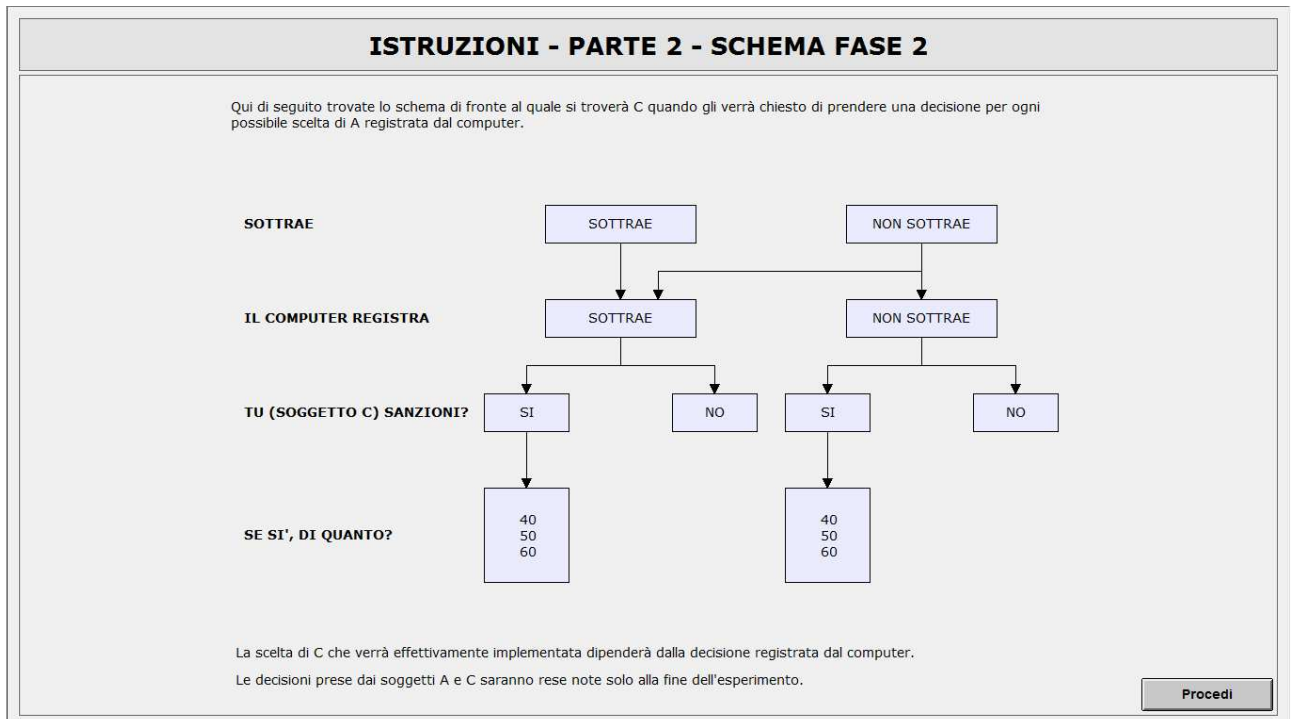 ISTRUZIONI - PARTE 2 - SCHEMA FASE 2
Qui di seguito trovate lo schema di fronte al quale si troverà C quando gli verrà chiesto di prendere una decisione per ogni
possibile scelta di A registrata dal computer.
SOTTRAE SOTTRAE NON SOTTRAE
IL COMPUTER REGISTRA SOTTRAE NON SOTTRAE
TU (SOGGETTO C) SANZIONI? SI NO SI NO
40 40
SE SI', DI QUANTO? 50 50
60 60
La scelta di C che verrà effettivamente implementata dipenderà dalla decisione registrata dal computer.
Le decisioni prese dai soggetti A e C saranno rese note solo alla fine dell'esperimento.
Procedi